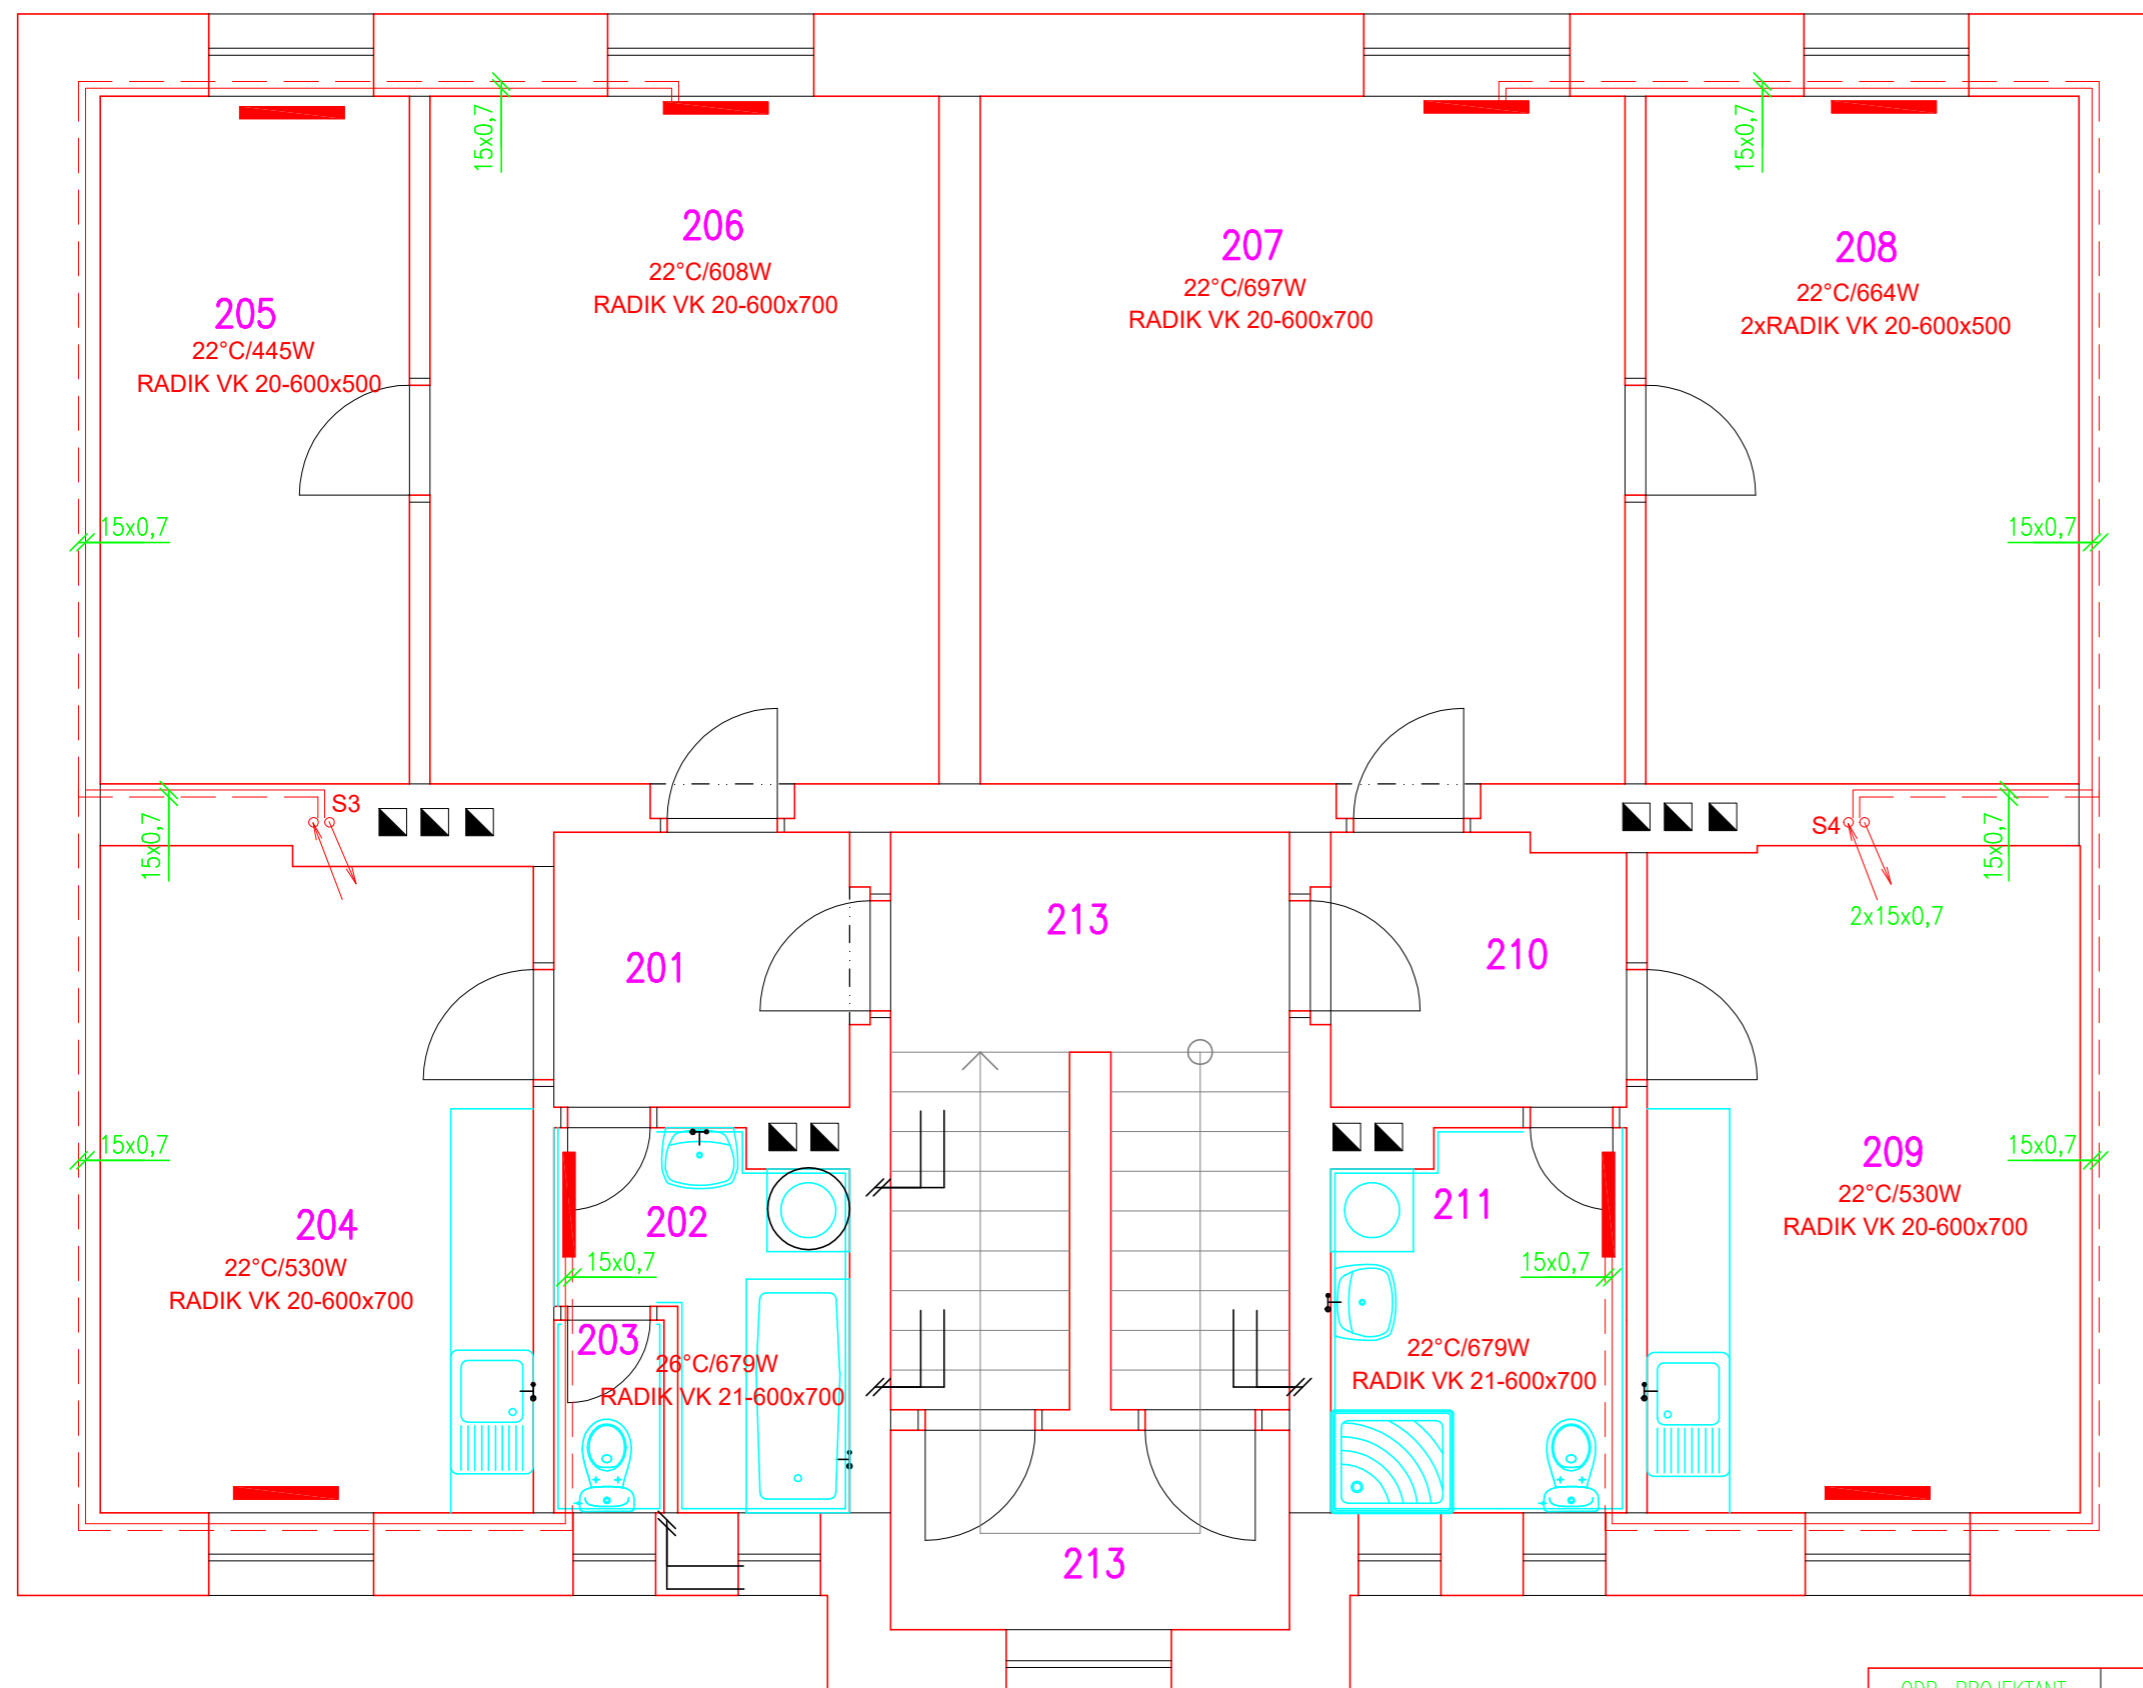 15x0,7
15x0,7
206
22°C/608W
RADIK VK 20-600x700
207
22°C/697W
RADIK VK 20-600x700
208
22°C/664W
2xRADIK VK 20-600x500
205
22°C/445W
RADIK VK 20-600x500
15x0,7
15x0,7
S3
15x0,7
S4
15x0,7
2x15x0,7
213
201
210
15x0,7
15x0,7
204
22°C/530W
RADIK VK 20-600x700
202
15x0,7
203
26°C/679W
RADIK VK 21-600x700
211
15x0,7
22°C/679W
RADIK VK 21-600x700
209
22°C/530W
RADIK VK 20-600x700
213
ODP. PROJEKTANT